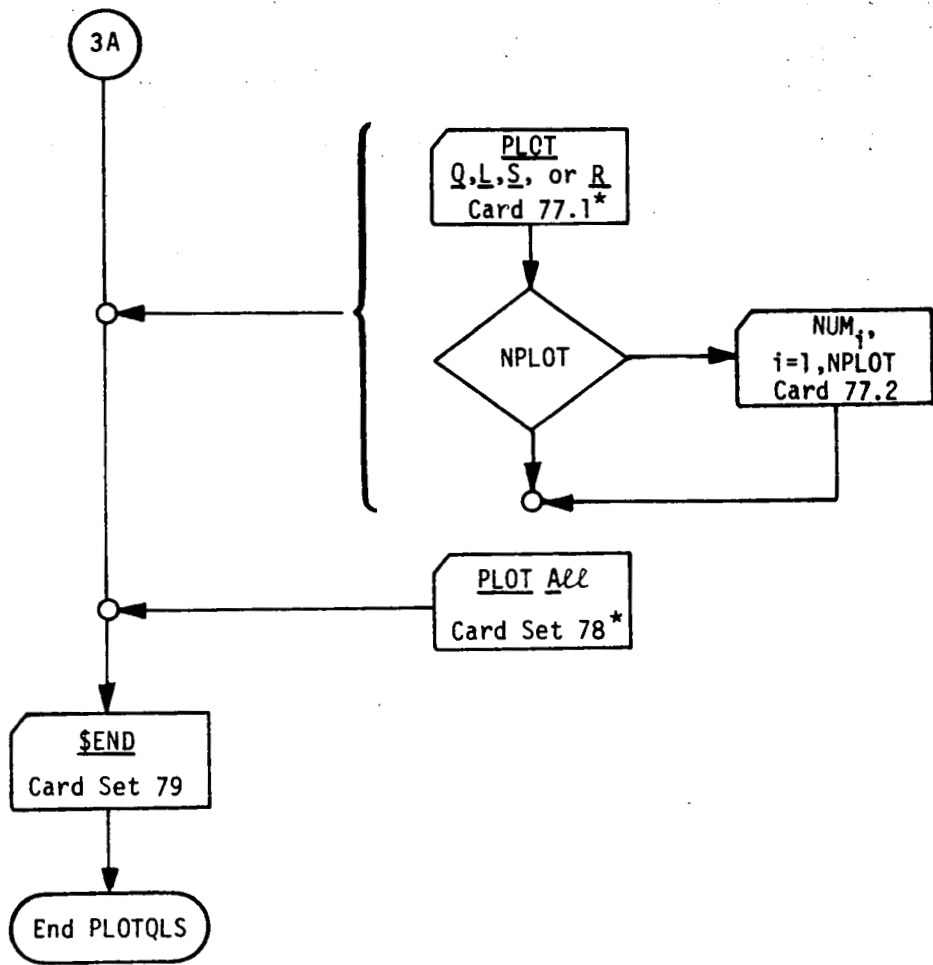 3A
PLOT
Q,L,S, or R
Card 77.1*
NPLOT
NUMi,
i=1,NPLOT
Card 77.2
PLOT All
Card Set 78*
$END
Card Set 79
End PLOTQLS